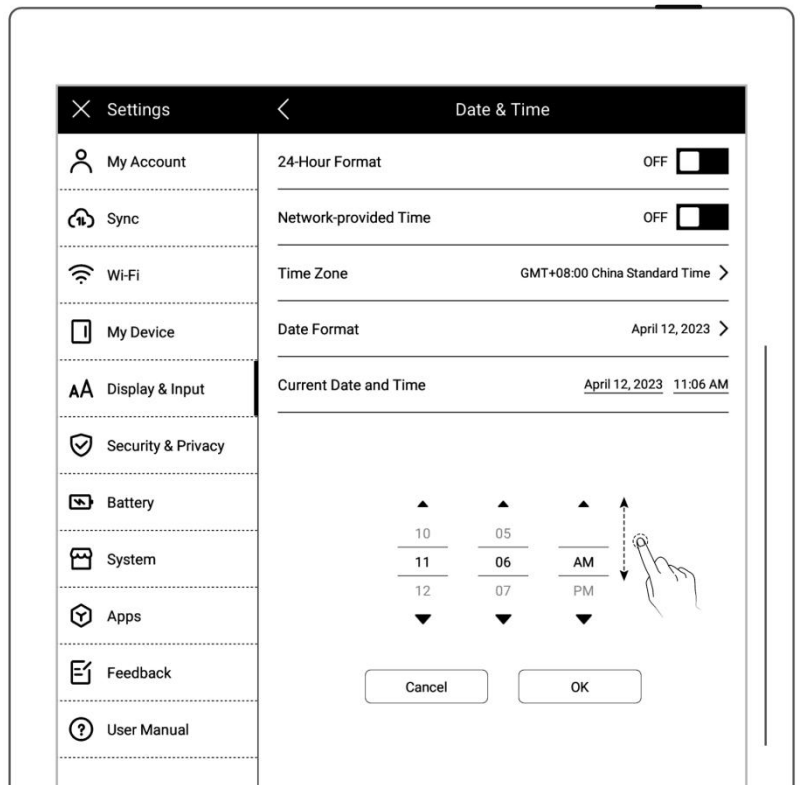 Settings
Date & Time
My Account
24-Hour Format OFF
Sync
Network-provided Time OFF
Wi-Fi
Time Zone GMT+08:00 China Standard Time
My Device
Date Format April 12, 2023
Display & Input
Current Date and Time April 12, 2023 11:06 AM
Security & Privacy
Battery
10 05
System
11 06 AM
12 07 PM
Apps
Feedback
Cancel OK
User Manual